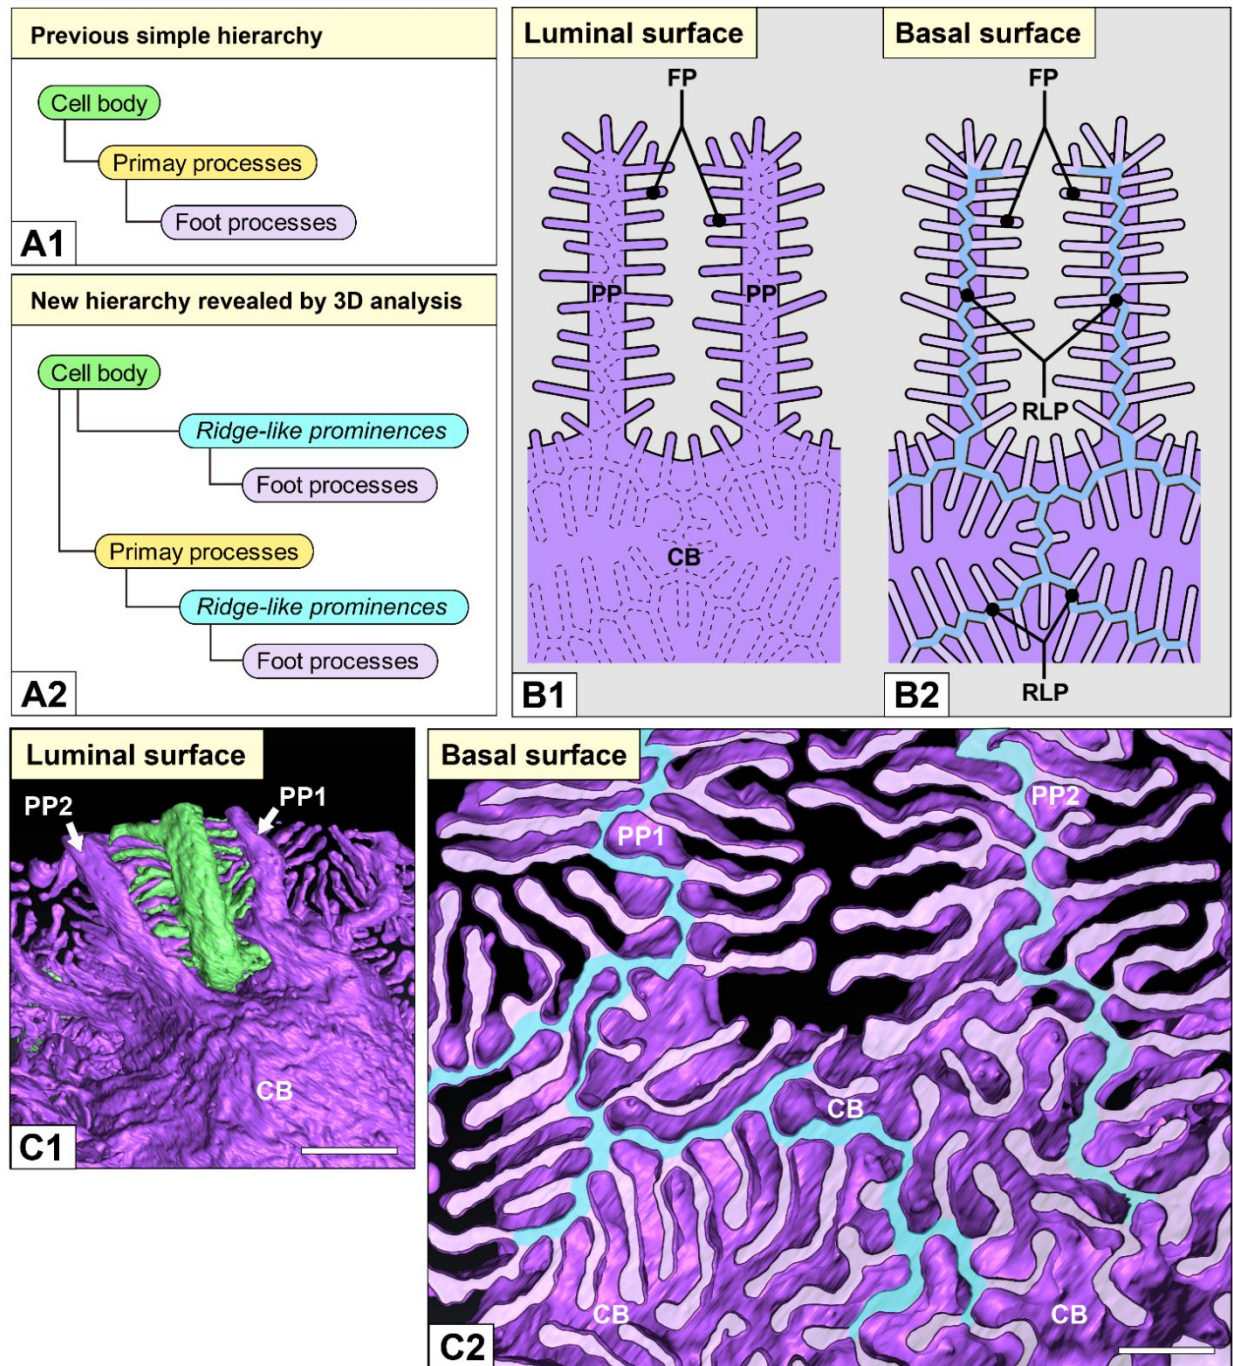 Previous simple hierarchy
Cell body
Primay processes
Foot processes
A1
New hierarchy revealed by 3D analysis
Cell body
Ridge-like prominences
Foot processes
Primay processes
Ridge-like prominences
Foot processes
A2
Luminal surface
FP
PP PP
CB
B1
Basal surface
FP
RLP
RLP
B2
Luminal surface
PP2
PP1
CB
C1
Basal surface
PP1
PP2
CB
CB
CB
C2